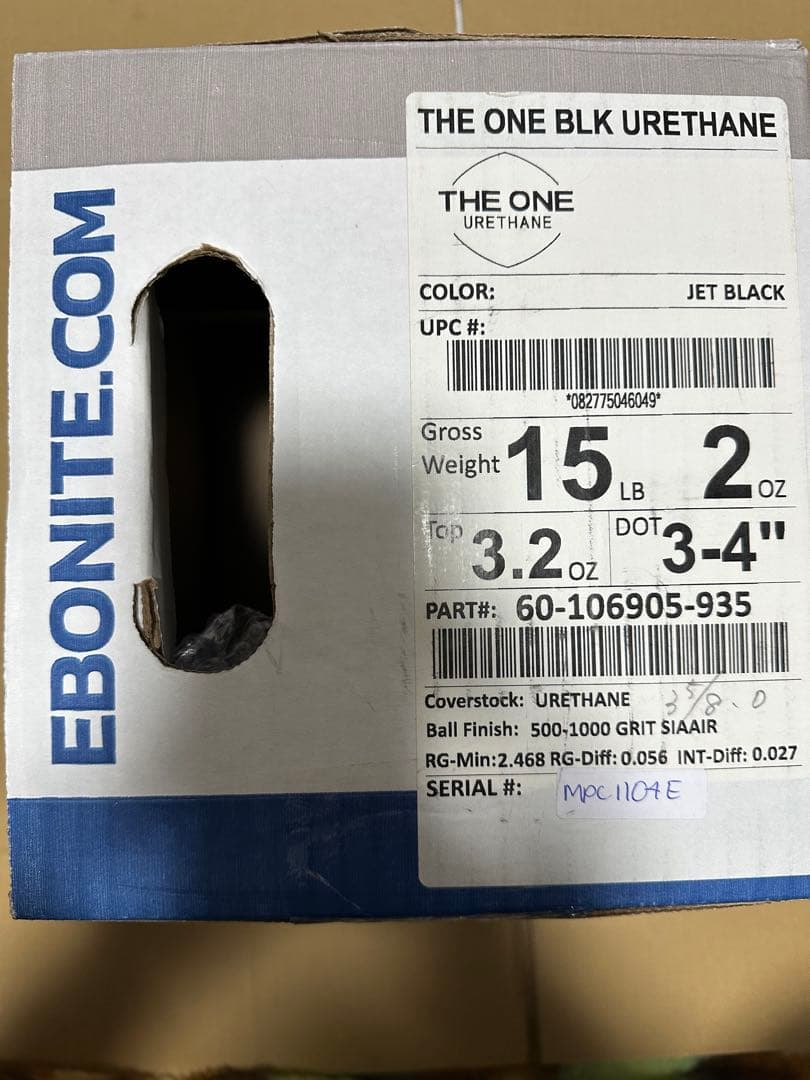 EBONITE.COM
THE ONE BLK URETHANE
THE ONE
URETHANE
COLOR: JET BLACK
UPC #:
*082775046049*
Gross Weight 15 LB 2 OZ
Top 3.2 OZ DOT 3-4"
PART#: 60-106905-935
Coverstock: URETHANE 3 5/8. 0
Ball Finish: 500-1000 GRIT SIAAIR
RG-Min:2.468 RG-Diff: 0.056 INT-Diff: 0.027
SERIAL #: MPC1104E